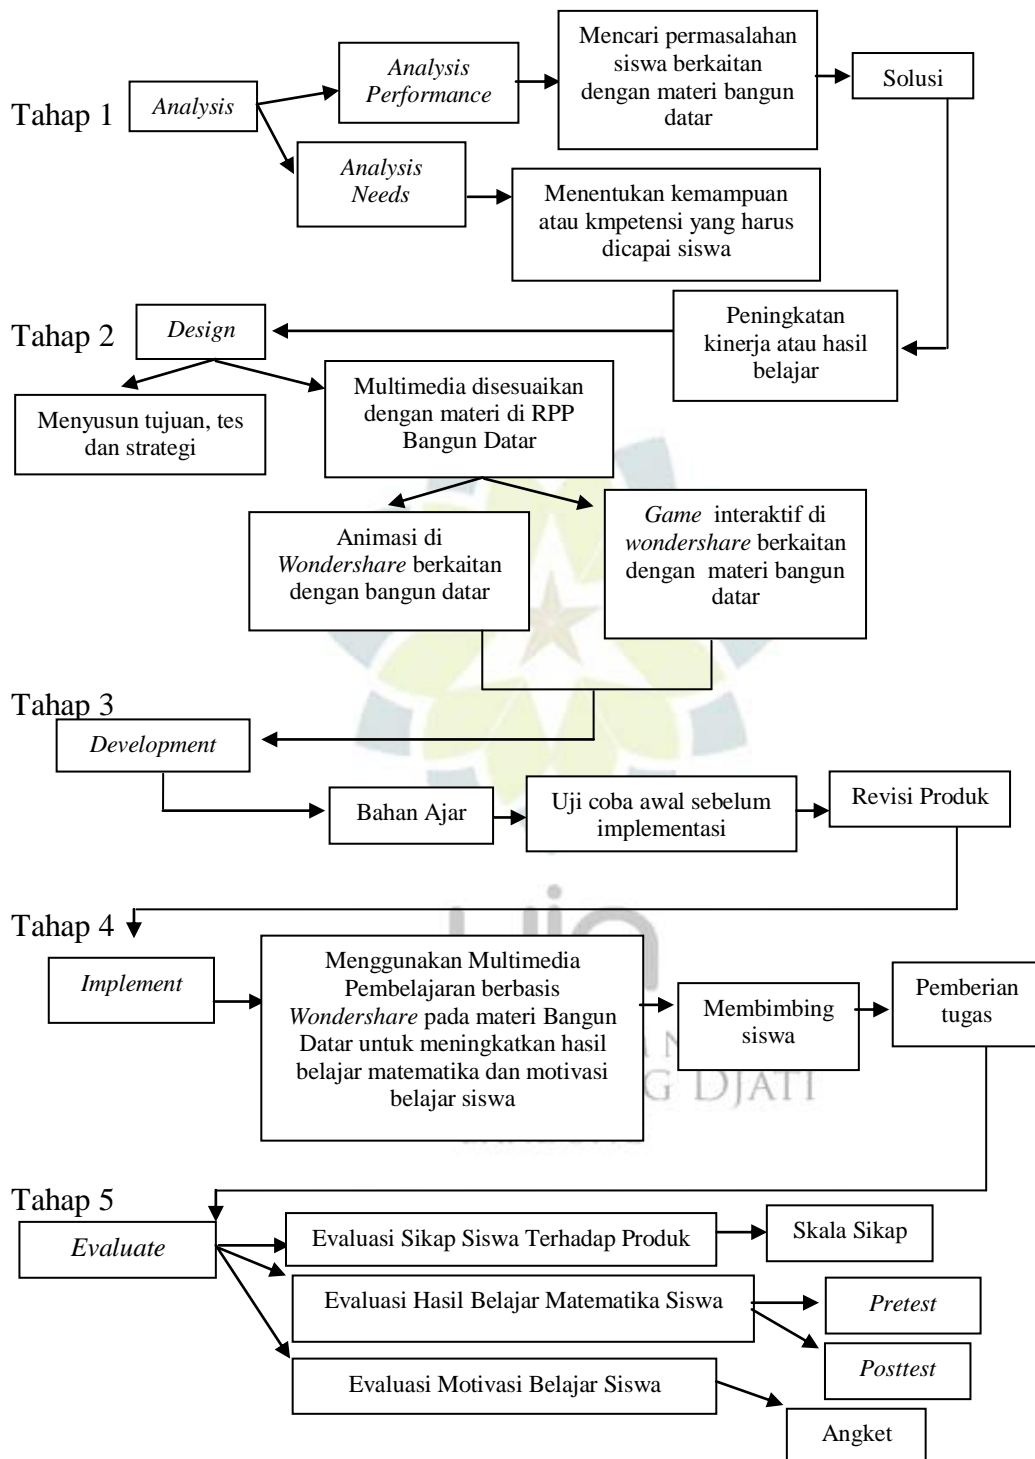 Tahap 1
Analysis
Analysis
Performance
Mencari permasalahan
siswa berkaitan
dengan materi bangun
datar
Solusi
Analysis
Needs
Menentukan kemampuan
atau kmpetensi yang harus
dicapai siswa
Tahap 2
Design
Peningkatan
kinerja atau hasil
belajar
Menyusun tujuan, tes
dan strategi
Multimedia disesuaikan
dengan materi di RPP
Bangun Datar
Animasi di
Wondershare berkaitan
dengan bangun datar
Game interaktif di
wondershare berkaitan
dengan materi bangun
datar
Tahap 3
Development
Bahan Ajar
Uji coba awal sebelum
implementasi
Revisi Produk
Tahap 4
Implement
Menggunakan Multimedia
Pembelajaran berbasis
Wondershare pada materi Bangun
Datar untuk meningkatkan hasil
belajar matematika dan motivasi
belajar siswa
Membimbing
siswa
Pemberian
tugas
uin
G DJATI
Tahap 5
Evaluate
Evaluasi Sikap Siswa Terhadap Produk
Skala Sikap
Evaluasi Hasil Belajar Matematika Siswa
Pretest
Posttest
Evaluasi Motivasi Belajar Siswa
Angket